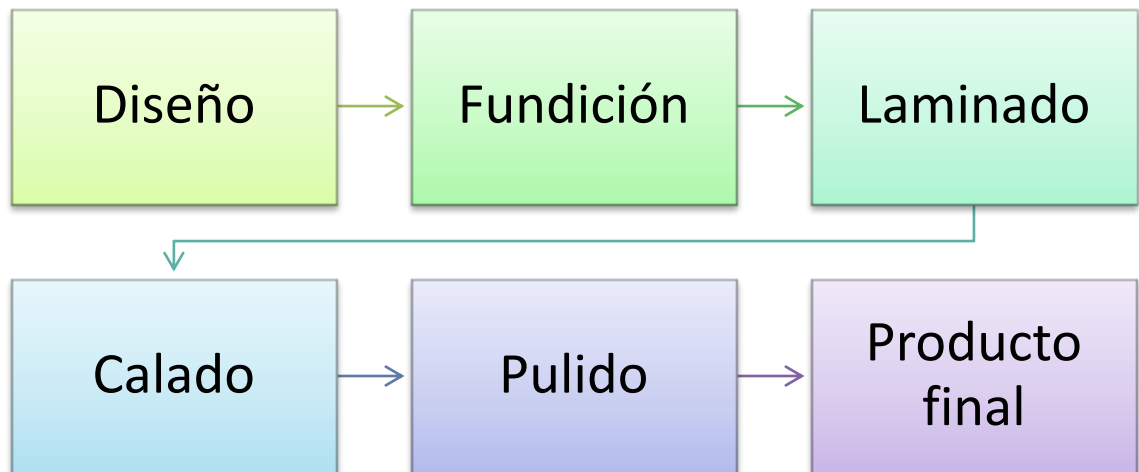 Diseño
Fundición
Laminado
Calado
Pulido
Producto
final